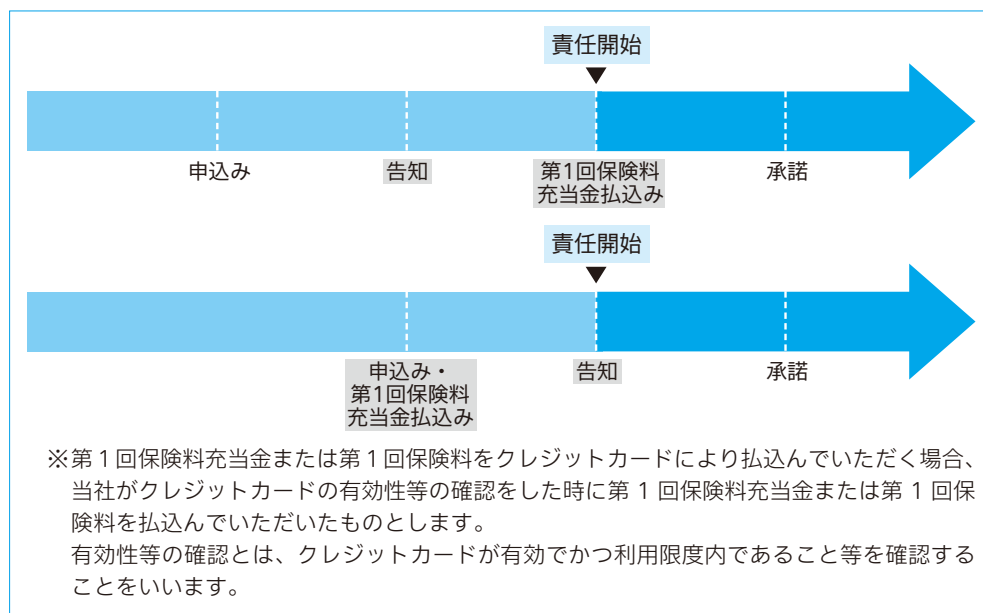 責任開始
申込み
告知
第1回保険料
充当金払込み
承諾
責任開始
申込み・
第1回保険料
充当金払込み
告知
承諾
※第1回保険料充当金または第1回保険料をクレジットカードにより払込んでいただく場合、
当社がクレジットカードの有効性等の確認をした時に第 1 回保険料充当金または第 1 回保
険料を払込んでいただいたものとします。
有効性等の確認とは、クレジットカードが有効でかつ利用限度内であること等を確認する
ことをいいます。